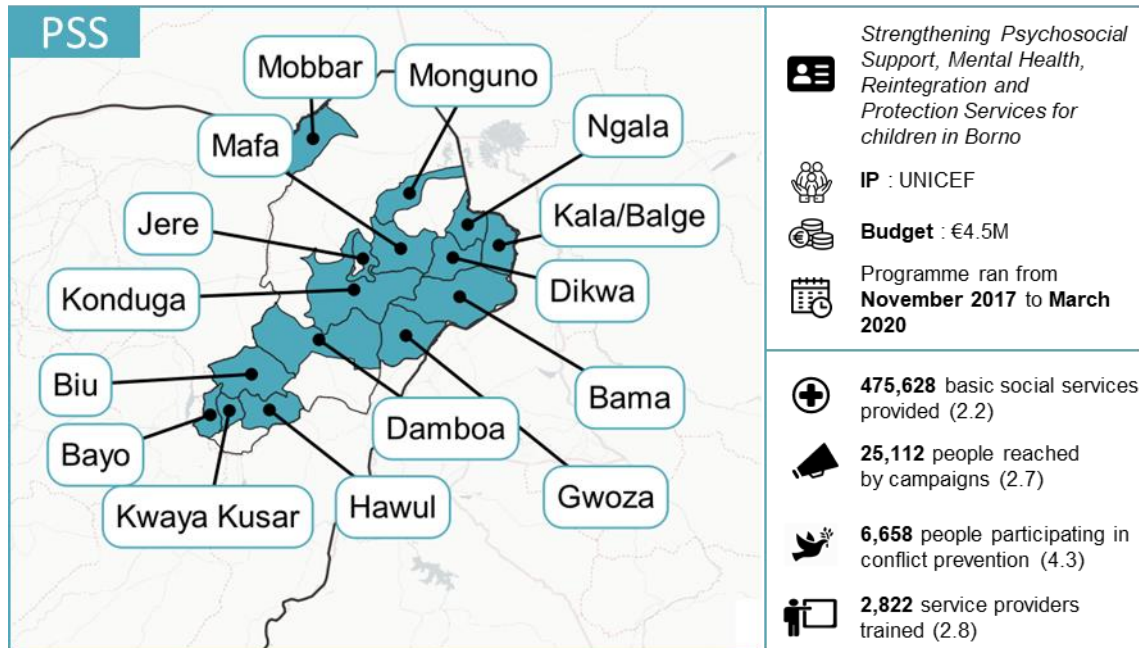 PSS
Mobbar
Monguno
Mafa
Ngala
Jere
Kala/Balge
Konduga
Dikwa
Biu
Bama
Bayo
Damboa
Kwaya Kusar
Hawul
Gwoza
Strengthening Psychosocial
Support, Mental Health,
Reintegration and
Protection Services for
children in Borno
IP : UNICEF
Budget : €4.5M
Programme ran from
November 2017 to March
2020
475,628 basic social services
provided (2.2)
25,112 people reached
by campaigns (2.7)
6,658 people participating in
conflict prevention (4.3)
2,822 service providers
trained (2.8)